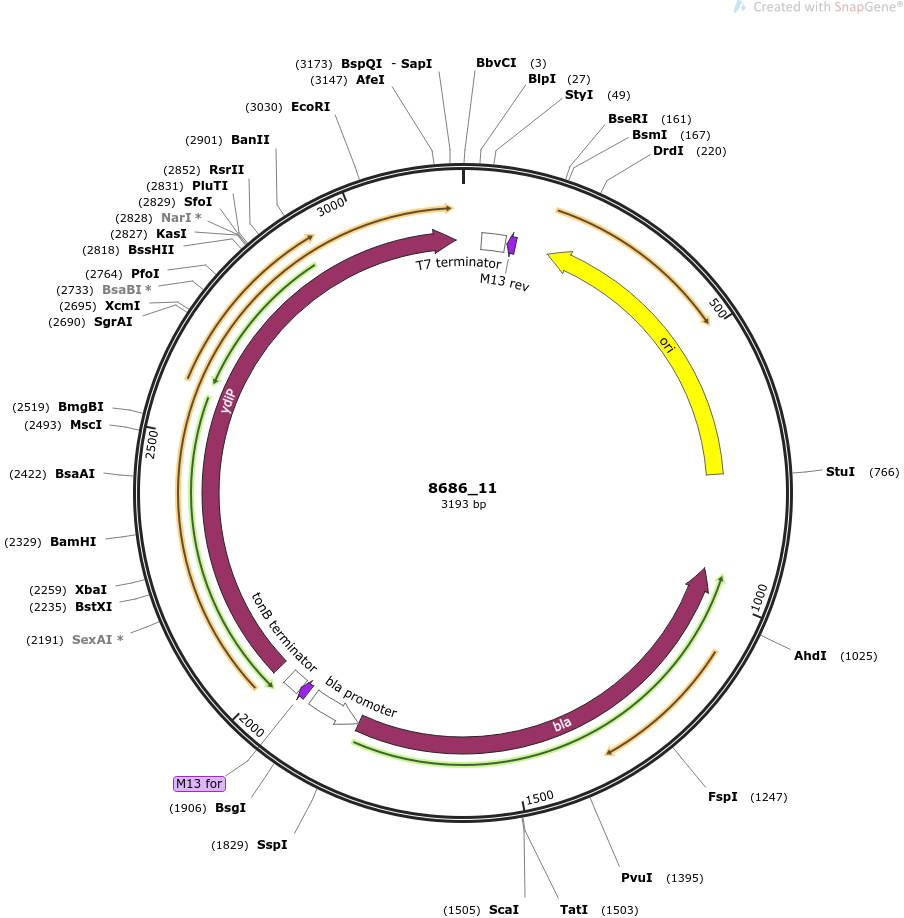 Created with SnapGene®
(3173) BspQI - SapI
(3147) AfeI
(3030) EcoRI
(2901) BanII
(2852) RsrII
(2831) PluTI
(2829) SfoI
(2828) NarI *
(2827) KasI
(2818) BssHII
(2764) PfoI
(2733) BsaBI *
(2695) XcmI
(2690) SgrAI
(2519) BmgBI
(2493) MscI
(2422) BsaAI
(2329) BamHI
(2259) XbaI
(2235) BstXI
(2191) SexAI *
BbvCI (3)
BlpI (27)
StyI (49)
BseRI (161)
BsmI (167)
DrdI (220)
StuI (766)
AhdI (1025)
FspI (1247)
PvuI (1395)
TatI (1503)
(1505) ScaI
(1829) SspI
(1906) BsgI
M13 for
500
1000
1500
2000
2500
3000
T7 terminator
M13 rev
ori
ydiP
tonB terminator
bla promoter
bla
8686_11
3193 bp